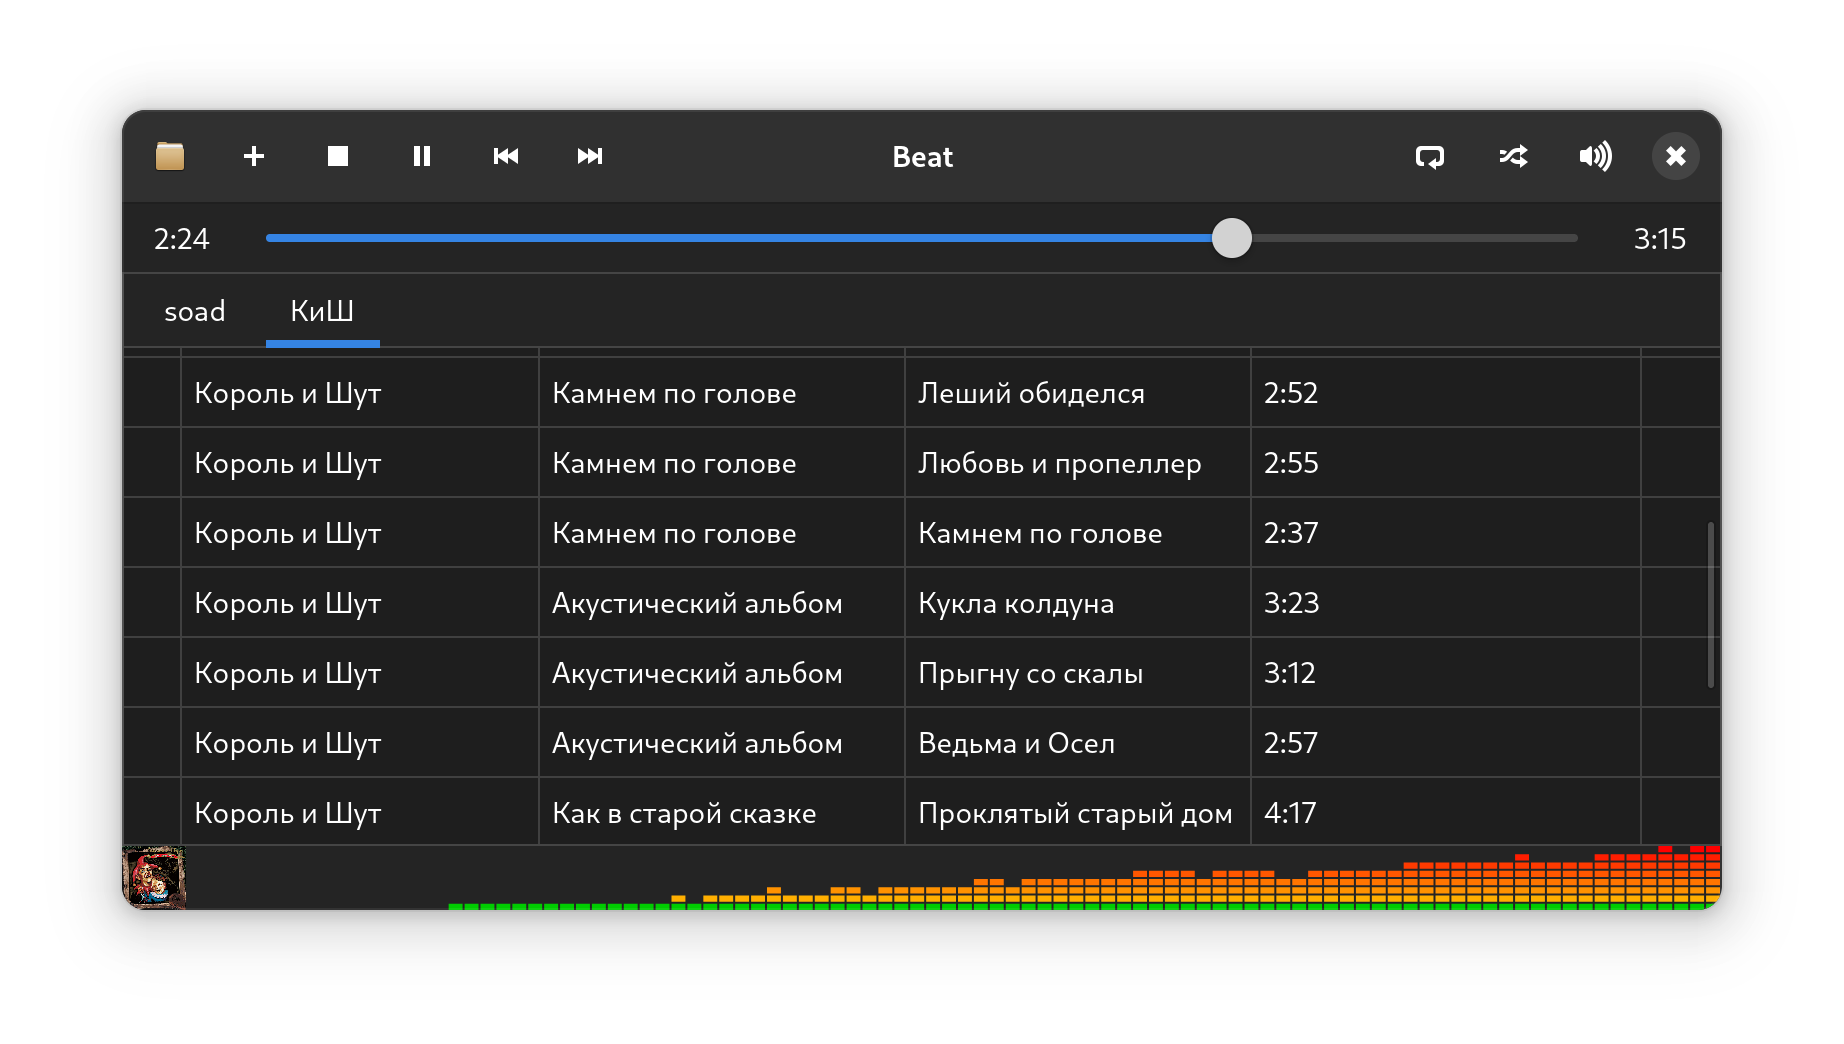 Beat
2:24 3:15
soad КиШ
Король и Шут Камнем по голове Леший обиделся 2:52
Король и Шут Камнем по голове Любовь и пропеллер 2:55
Король и Шут Камнем по голове Камнем по голове 2:37
Король и Шут Акустический альбом Кукла колдуна 3:23
Король и Шут Акустический альбом Прыгну со скалы 3:12
Король и Шут Акустический альбом Ведьма и Осел 2:57
Король и Шут Как в старой сказке Проклятый старый дом 4:17